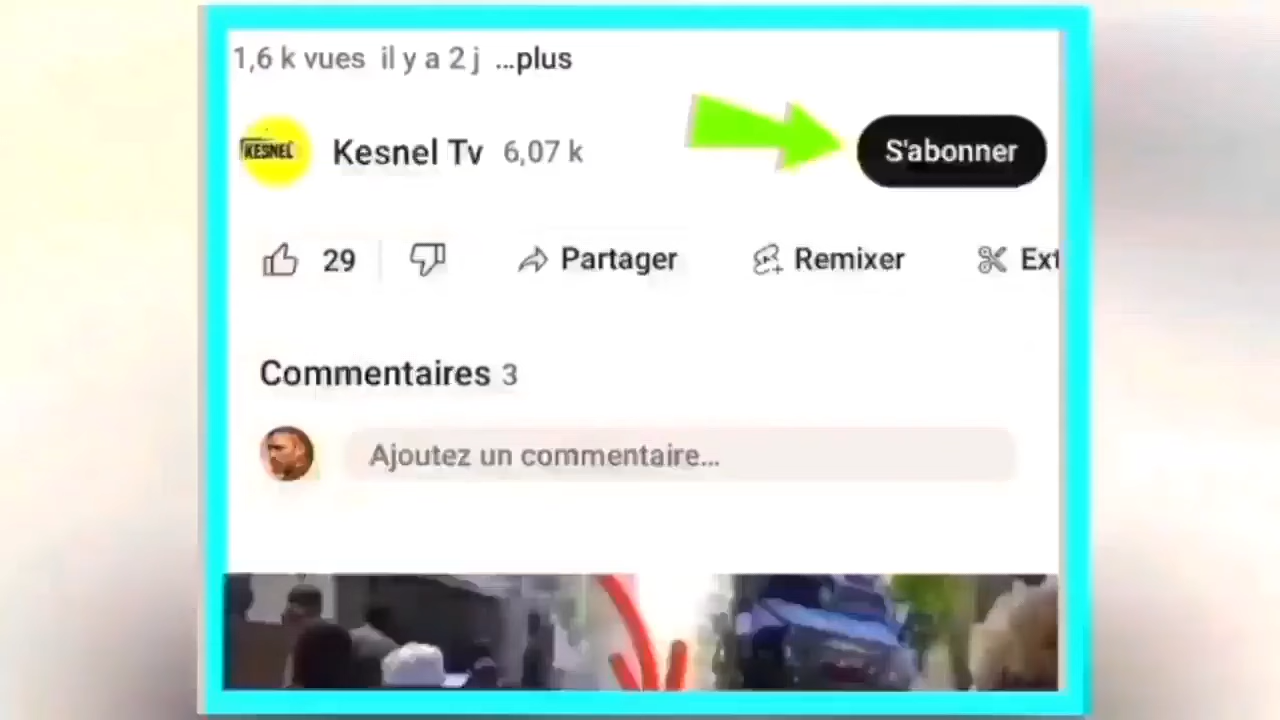 1,6 k vues il y a 2 j ...plus
KESNEL
Kesnel Tv 6,07 k
S'abonner
29
Partager
Remixer
Ext
Commentaires 3
Ajoutez un commentaire...